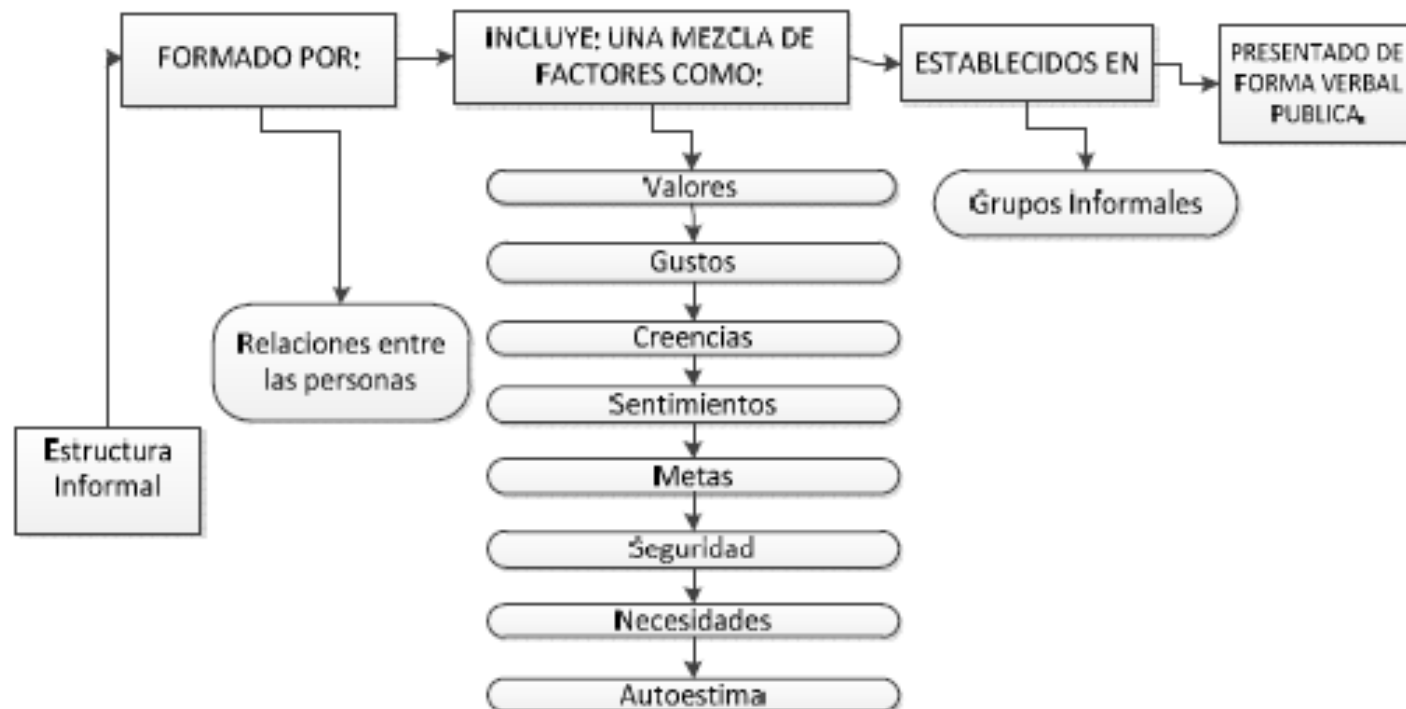 FORMADO POR:
INCLUYE: UNA MEZCLA DE
FACTORES COMO:
ESTABLECIDOS EN
PRESENTADO DE
FORMA VERBAL
PUBLICA.
Valores
Grupos Informales
Gustos
Creencias
Relaciones entre
las personas
Sentimientos
Estructura
Informal
Metas
Seguridad
Necesidades
Autoestima